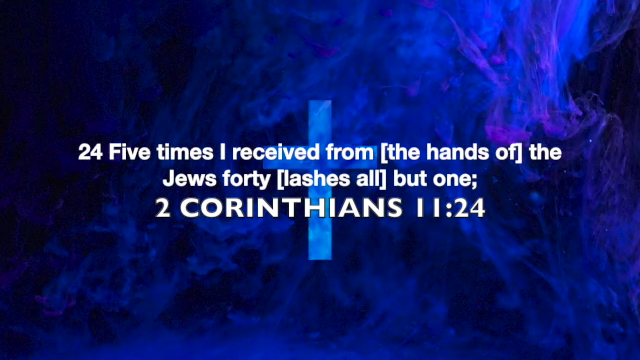 24 Five times I received from [the hands of] the
Jews forty [lashes all] but one;
2 CORINTHIANS 11:24